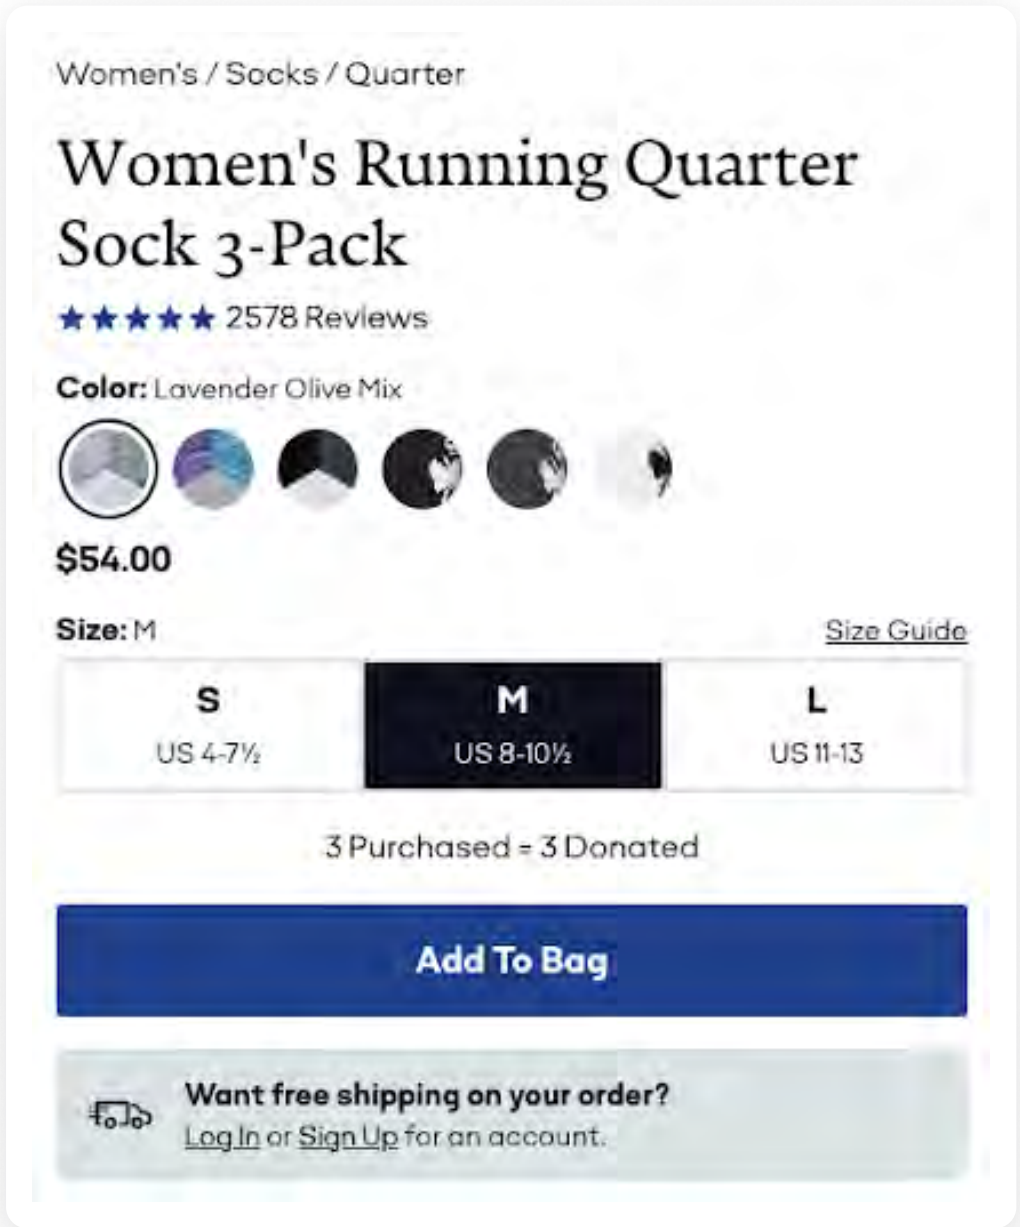 Women's / Socks / Quarter
Women's Running Quarter
Sock 3-Pack
2578 Reviews
Color: Lavender Olive Mix
$54.00
Size: M
Size Guide
S
M
L
US 4-7½
US 8-10½
US 11-13
3 Purchased = 3 Donated
Add To Bag
Want free shipping on your order?
Log In or Sign Up for an account.